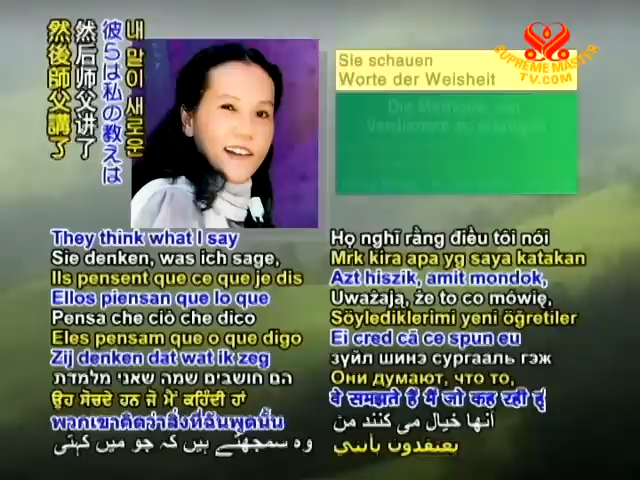 然後師父講了
然后师父讲了
彼らは私の教えは
내 말이 새로운
SUPREME MASTER
TV.COM
Sie schauen
Worte der Weisheit
They think what I say
Sie denken, was ich sage,
Ils pensent que ce que je dis
Ellos piensan que lo que
Pensa che ciò che dico
Eles pensam que o que digo
Zij denken dat wat ik zeg
הם חושבים שמה שאני מלמדת
ਉਹ ਸੋਚਦੇ ਹਨ ਜੋ ਮੈਂ ਕਹਿੰਦੀ ਹਾਂ
พวกเขาคิดว่าสิ่งที่ฉันพูดนั้น
وہ سمجھتے ہیں کہ جو میں کہتی
Họ nghĩ rằng điều tôi nói
Mrk kira apa yg saya katakan
Azt hiszik, amit mondok,
Uważają, że to co mówię,
Söylediklerimi yeni öğretiler
Ei cred că ce spun eu
зүйл шинэ сургааль гэж
Они думают, что то,
वे समझते हैं मैं जो कह रही हूं
آنها خیال می کنند من
يعتقدون بأنني